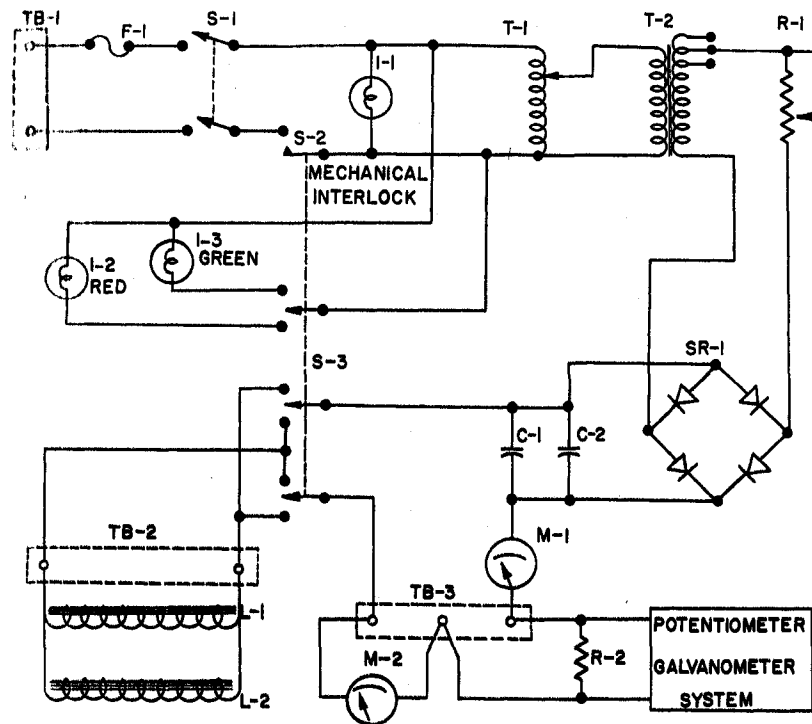 TB-1
F-1
S-1
I-1
T-1
T-2
R-1
S-2
MECHANICAL
INTERLOCK
I-3
GREEN
I-2
RED
S-3
SR-1
C-1
C-2
TB-2
M-1
TB-3
L-1
L-2
M-2
R-2
POTENTIOMETER
GALVANOMETER
SYSTEM